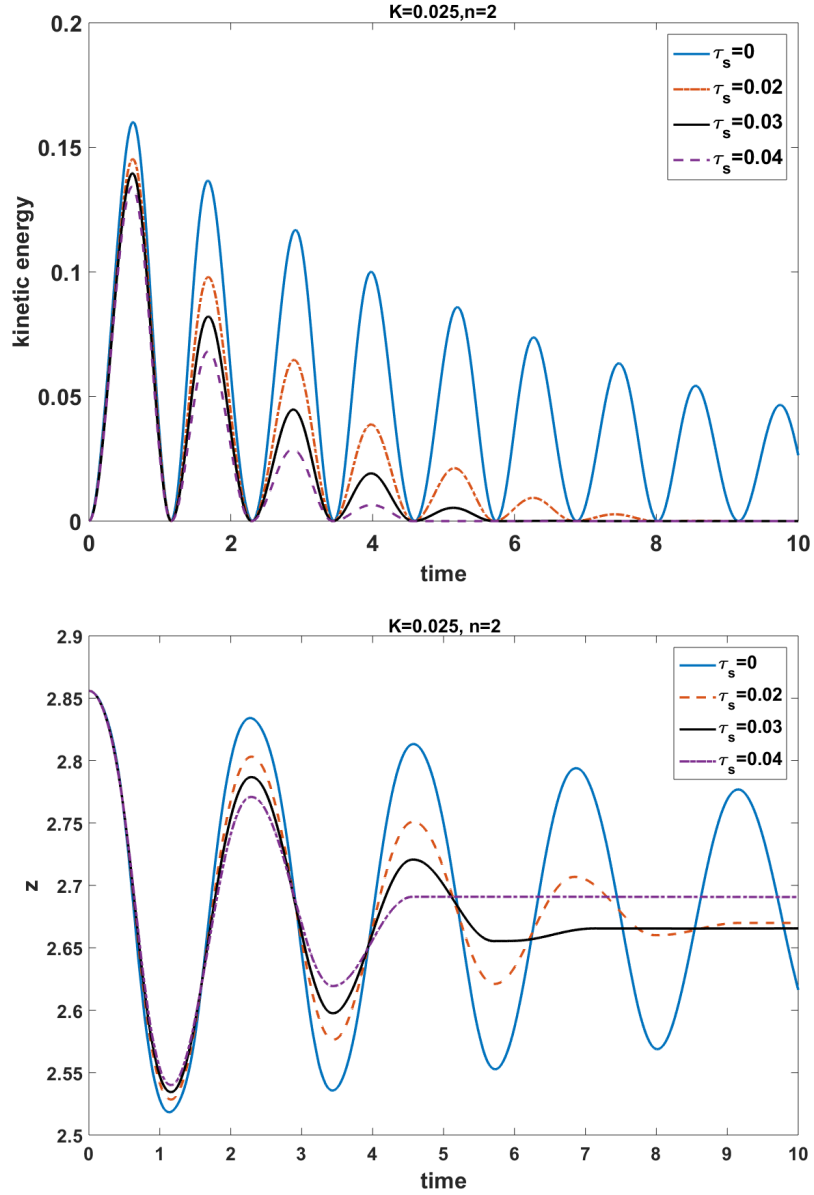 K=0.025,n=2
0.2
0.15
0.1
0.05
0
kinetic energy
τs=0
τs=0.02
τs=0.03
τs=0.04
0 2 4 6 8 10
time
K=0.025, n=2
2.9
2.85
2.8
2.75
2.7
2.65
2.6
2.55
2.5
z
τs=0
τs=0.02
τs=0.03
τs=0.04
0 1 2 3 4 5 6 7 8 9 10
time